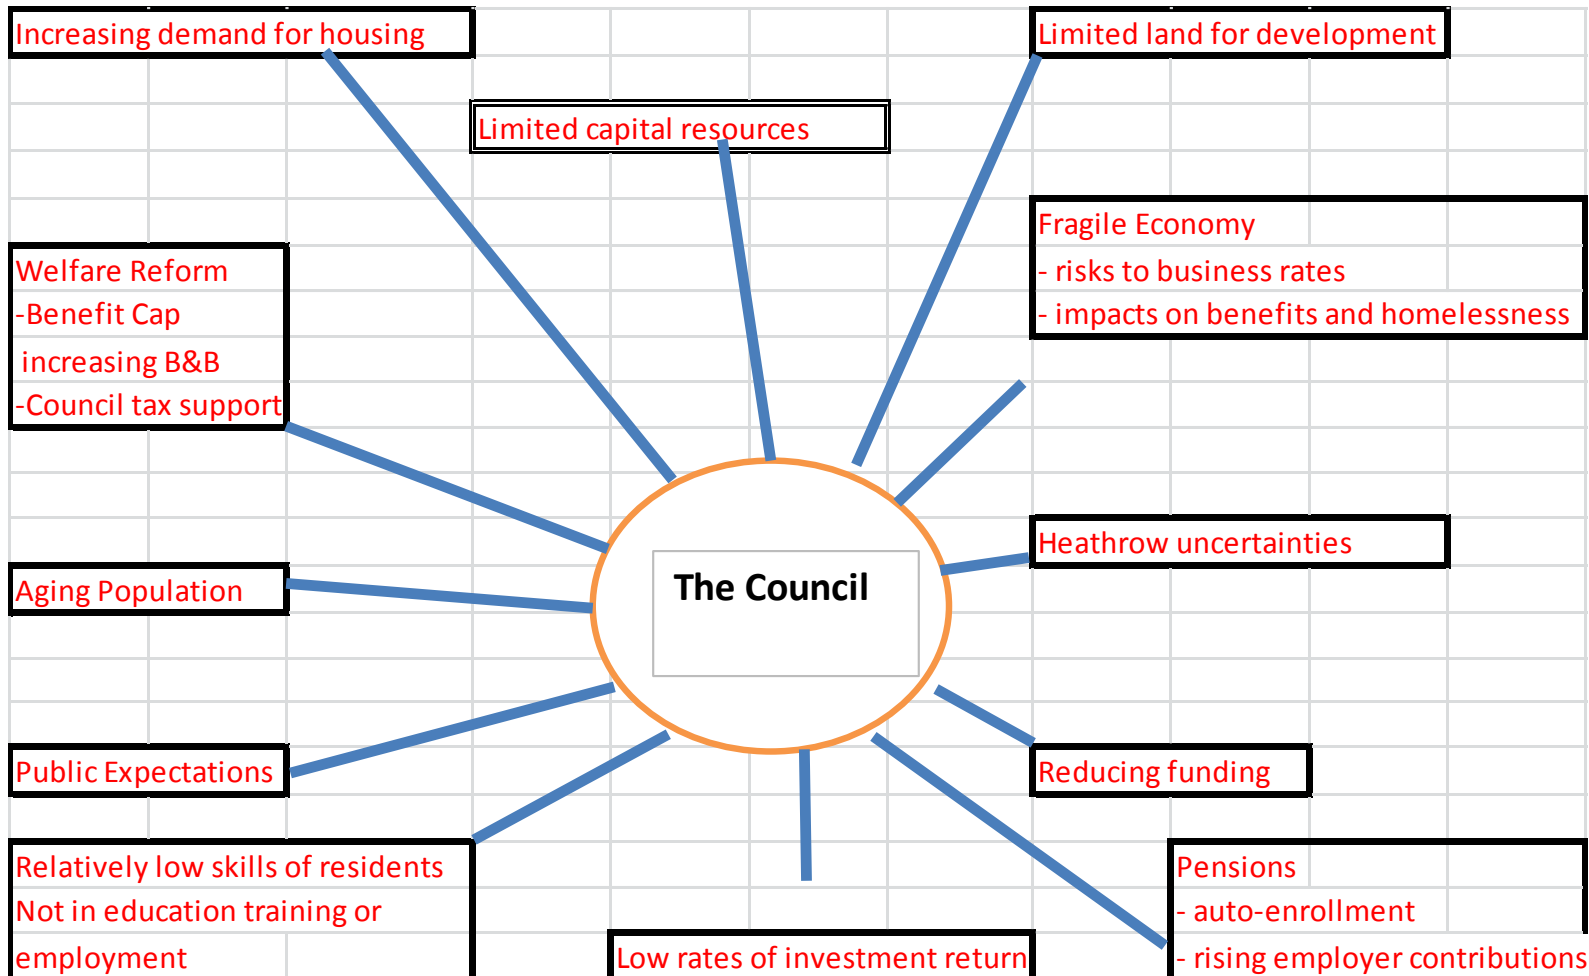 Increasing demand for housing
Limited land for development
Limited capital resources
Fragile Economy
- risks to business rates
- impacts on benefits and homelessness
Welfare Reform
-Benefit Cap
increasing B&B
-Council tax support
Heathrow uncertainties
The Council
Aging Population
Public Expectations
Reducing funding
Relatively low skills of residents
Not in education training or
employment
Low rates of investment return
Pensions
- auto-enrollment
- rising employer contributions